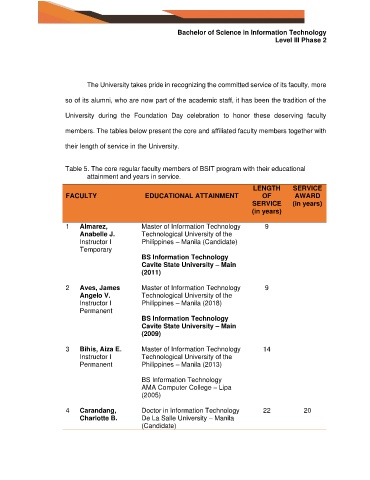 Bachelor of Science in Information Technology
Level III Phase 2
The University takes pride in recognizing the committed service of its faculty, more
so of its alumni, who are now part of the academic staff, it has been the tradition of the
University during the Foundation Day celebration to honor these deserving faculty
members. The tables below present the core and affiliated faculty members together with
their length of service in the University.
Table 5. The core regular faculty members of BSIT program with their educational
attainment and years in service.
FACULTY EDUCATIONAL ATTAINMENT LENGTH OF SERVICE (in years) SERVICE AWARD (in years)
1 Almarez, Master of Information Technology 9
Anabelle J. Technological University of the
Instructor I Philippines – Manila (Candidate)
Temporary
BS Information Technology
Cavite State University – Main
(2011)
2 Aves, James Master of Information Technology 9
Angelo V. Technological University of the
Instructor I Philippines – Manila (2018)
Permanent
BS Information Technology
Cavite State University – Main
(2009)
3 Bihis, Aiza E. Master of Information Technology 14
Instructor I Technological University of the
Permanent Philippines – Manila (2013)
BS Information Technology
AMA Computer College – Lipa
(2005)
4 Carandang, Doctor in Information Technology 22 20
Charlotte B. De La Salle University – Manila
(Candidate)